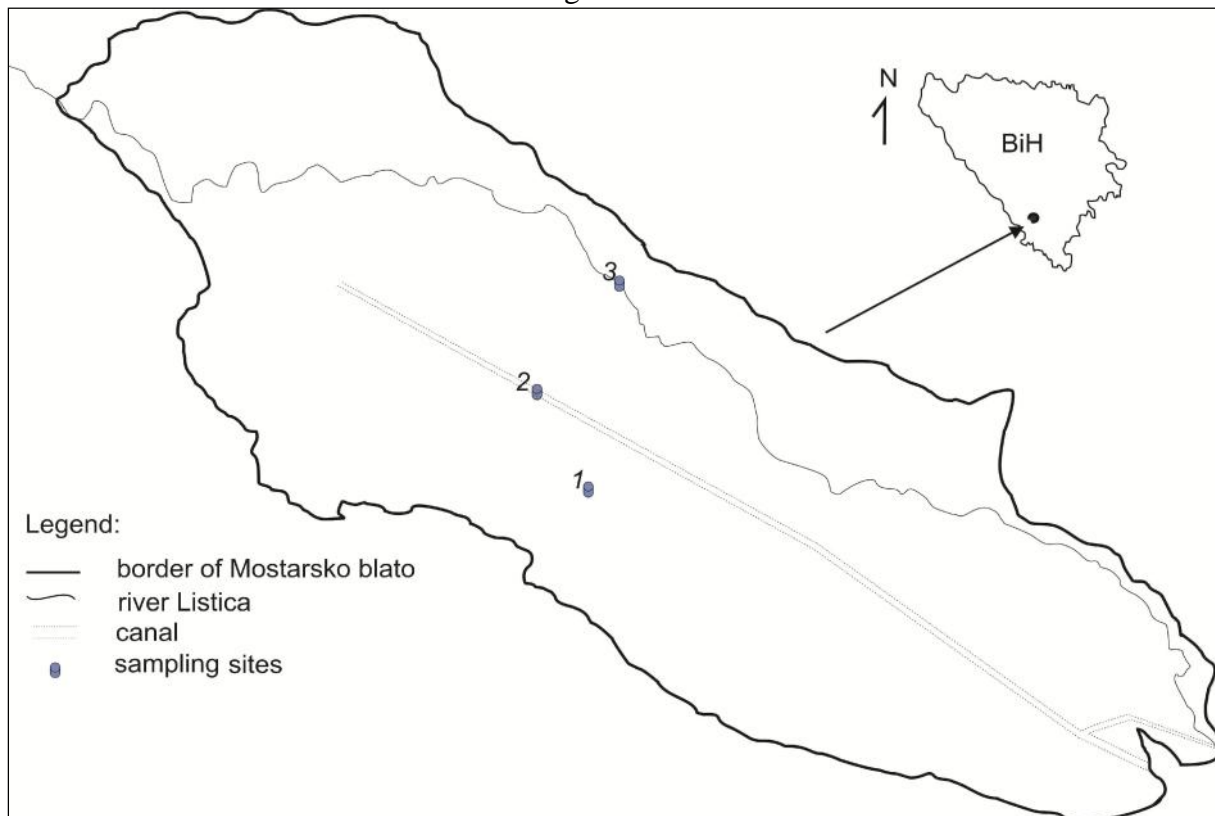 N
BiH
3
2
1
Legend:
border of Mostarsko blato
river Listica
canal
sampling sites